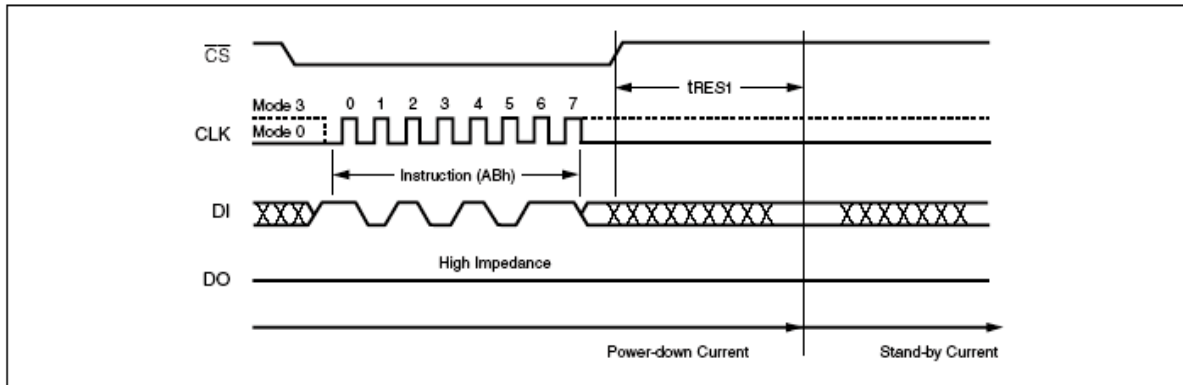 CS
tRES1
Mode 3 0 1 2 3 4 5 6 7
CLK Mode 0
Instruction (ABh)
DI
High Impedance
DO
Power-down Current Stand-by Current